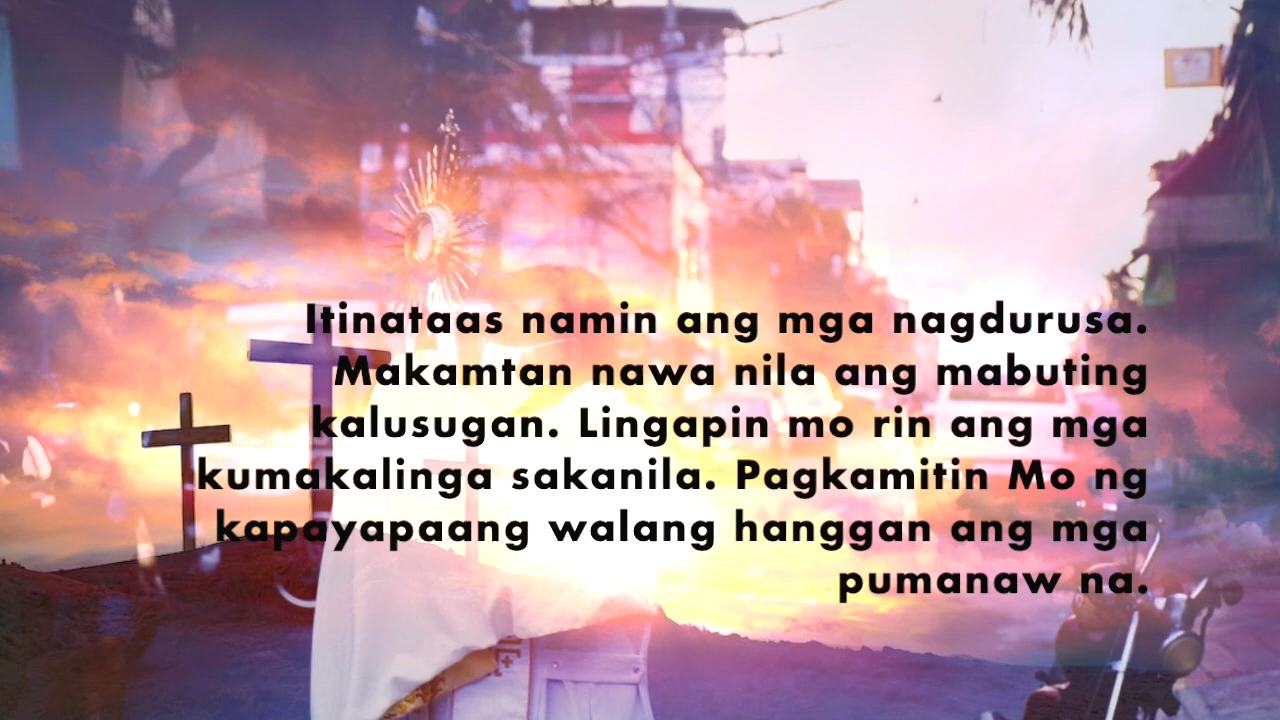 Itinataas namin ang mga nagdurusa.
Makamtan nawa nila ang mabuting
kalusugan. Lingapin mo rin ang mga
kumakalinga sakanila. Pagkamitin Mo ng
kapayapaang walang hanggan ang mga
pumanaw na.